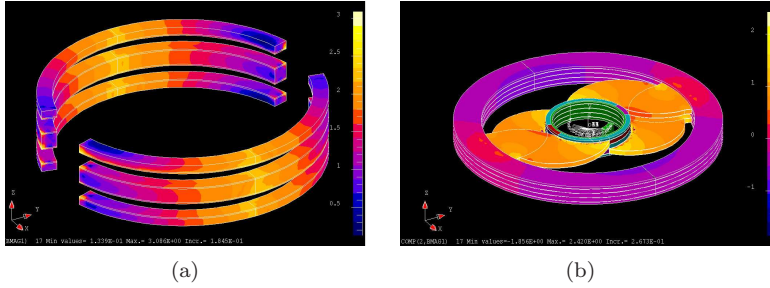 3
2.5
2
1.5
1
0.5
Z
Y
X
BMAG1) 17 Min values= 1.339E-01 Max.= 3.086E+00 Incr.= 1.845E-01
(a)
2
1
0
-1
Z
Y
X
COMP(2,BMAG1) 17 Min values=-1.856E+00 Max.= 2.420E+00 Incr.= 2.673E-01
(b)